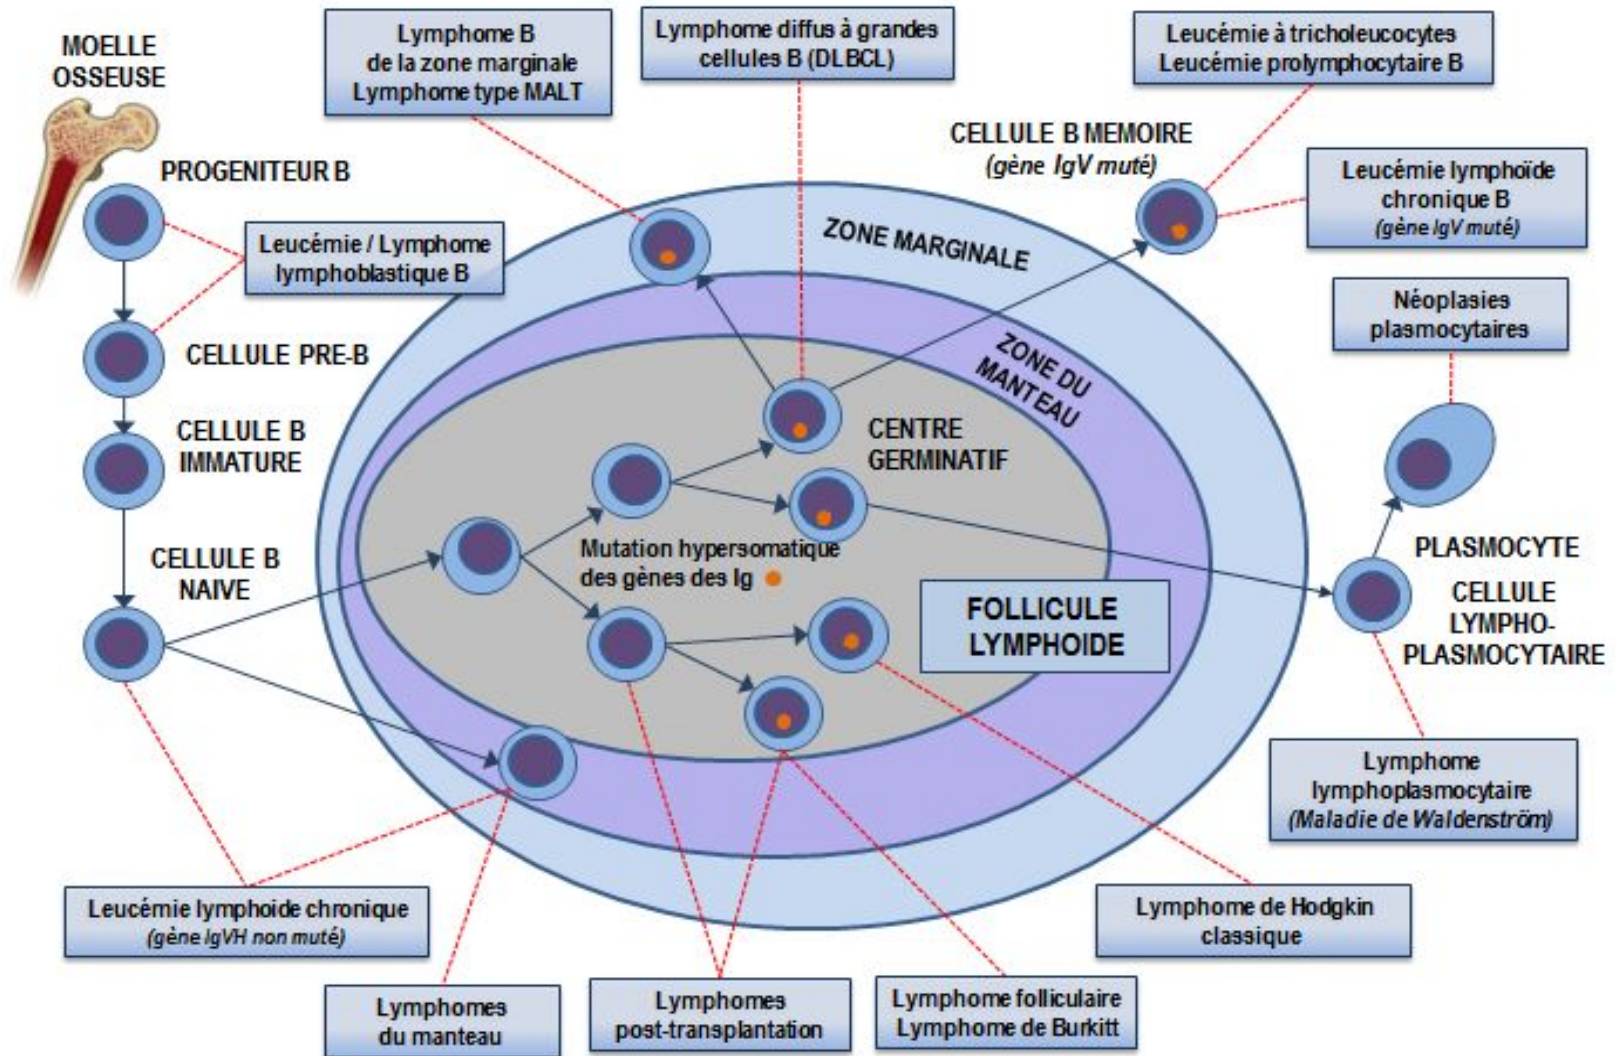 MOELLE
OSSEUSE
Lymphome B
de la zone marginale
Lymphome type MALT
Lymphome diffus à grandes
cellules B (DLBCL)
Leucémie à tricholeucocytes
Leucémie prolymphocytaire B
CELLULE B MEMOIRE
(gène IgV muté)
PROGENITEUR B
Leucémie lymphoïde
chronique B
(gène IgV muté)
Leucémie / Lymphome
lymphoblastique B
ZONE MARGINALE
Néoplasies
plasmocytaires
CELLULE PRE-B
ZONE DU
MANTEAU
CELLULE B
IMMATURE
CENTRE
GERMINATIF
CELLULE B
NAIVE
Mutation hypersomatique
des gènes des Ig
PLASMOCYTE
CELLULE
LYMPHO-
PLASMOCYTAIRE
FOLLICULE
LYMPHOIDE
Lymphome
lymphoplasmocytaire
(Maladie de Waldenström)
Leucémie lymphoide chronique
(gène IgVH non muté)
Lymphome de Hodgkin
classique
Lymphomes
du manteau
Lymphomes
post-transplantation
Lymphome folliculaire
Lymphome de Burkitt